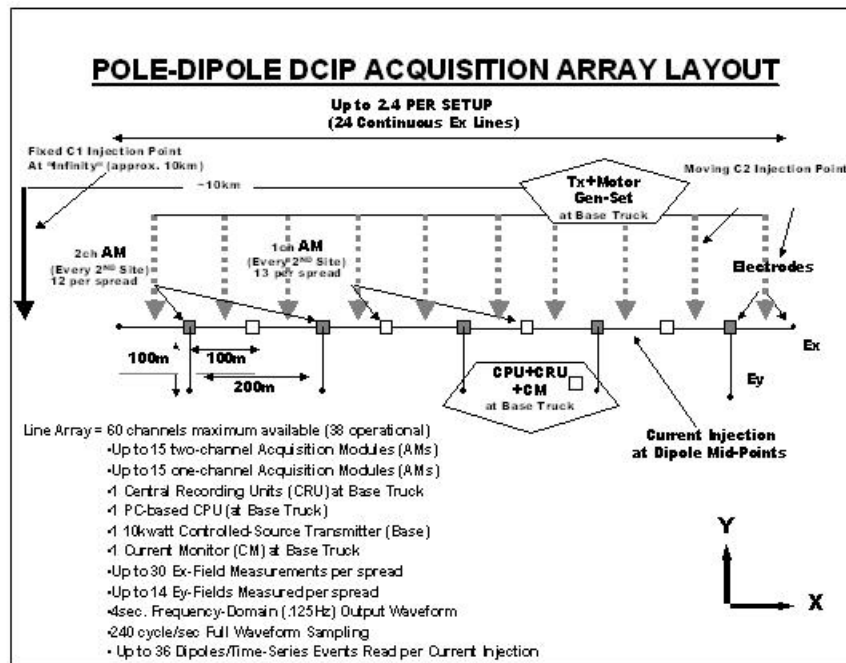 POLE-DIPOLE DCIP ACQUISITION ARRAY LAYOUT
Up to 2.4 PER SETUP
(24 Continuous Ex Lines)
Fixed C1 Injection Point
At "Infinity" (approx. 10km)
~10km
Tx+Motor
Gen-Set
at Base Truck
Moving C2 Injection Point
2ch AM
(Every 2ND Site)
12 per spread
1ch AM
(Every 2ND Site)
13 per spread
Electrodes
Ex
100m
100m
200m
CPU+CRU
+CM
at Base Truck
Ey
Current Injection
at Dipole Mid-Points
Line Array = 60 channels maximum available (38 operational)
•Up to 15 two-channel Acquisition Modules (AMs)
•Up to 15 one-channel Acquisition Modules (AMs)
•1 Central Recording Units (CRU) at Base Truck
•1 PC-based CPU (at Base Truck)
•1 10kwatt Controlled-Source Transmitter (Base)
•1 Current Monitor (CM) at Base Truck
•Up to 30 Ex-Field Measurements per spread
•Up to 14 Ey-Fields Measured per spread
•4sec. Frequency-Domain (.125Hz) Output Waveform
•240 cycle/sec Full Waveform Sampling
• Up to 36 Dipoles/Time-Series Events Read per Current Injection
Y
X